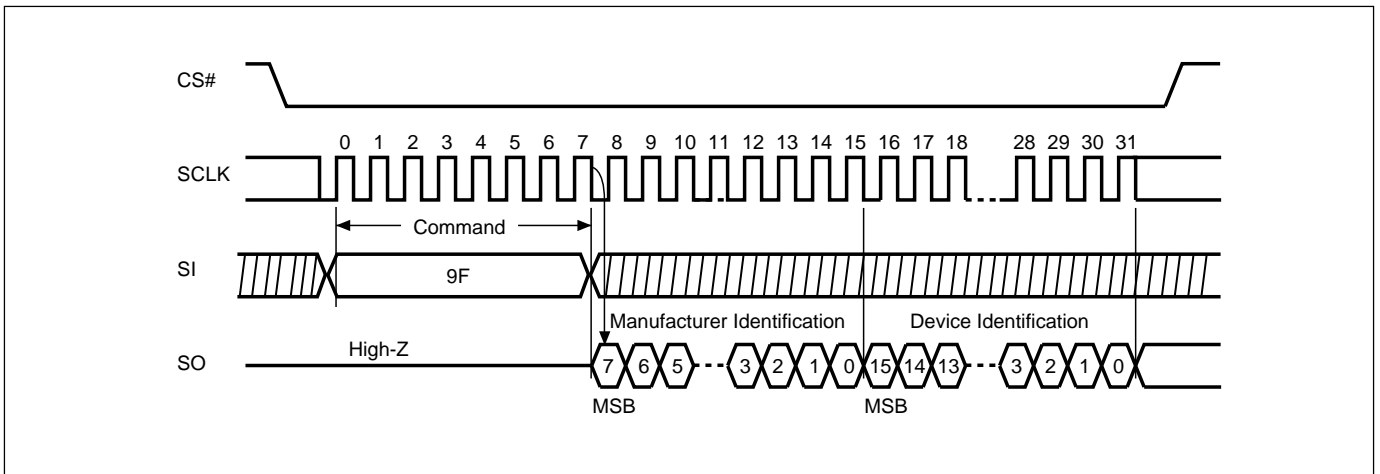 CS#
0 1 2 3 4 5 6 7 8 9 10 11 12 13 14 15 16 17 18 28 29 30 31
SCLK
Command
SI
9F
Manufacturer Identification Device Identification
High-Z
SO
7 6 5 3 2 1 0 15 14 13 3 2 1 0
MSB MSB